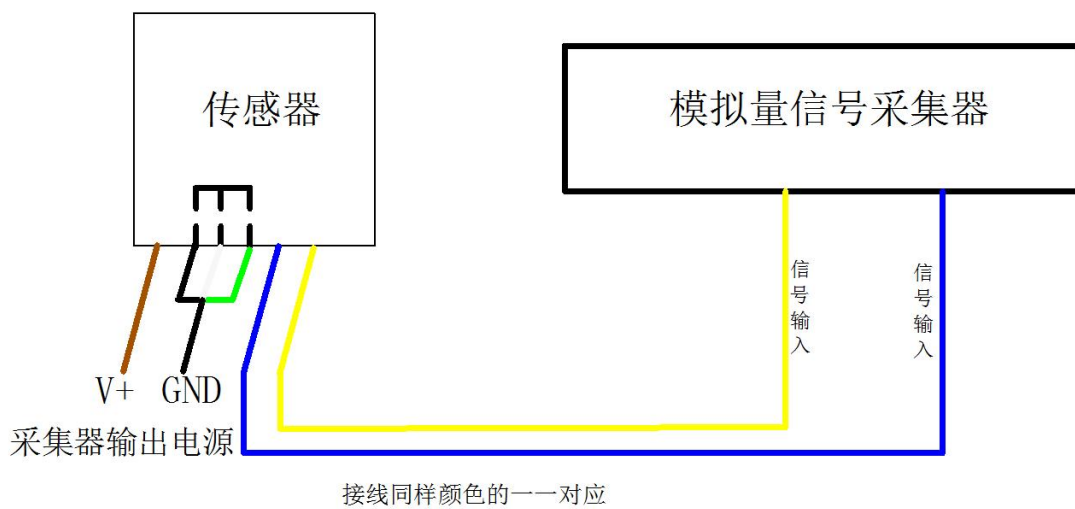 传感器
模拟量信号采集器
信号输入
信号输入
V+ GND
采集器输出电源
接线同样颜色的一一对应